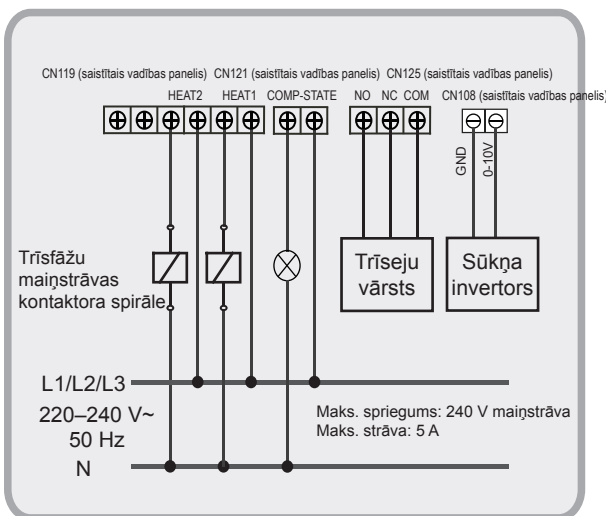 CN119 (saistītais vadības panelis) CN121 (saistītais vadības panelis) CN125 (saistītais vadības panelis)
HEAT2 HEAT1 COMP-STATE NO NC COM CN108 (saistītais vadības panelis)
GND
0-10V
Trīsfāžu
maiņstrāvas
kontaktora spirāle
Trīseju
vārsts
Sūkņa
invertors
L1/L2/L3
220–240 V~
50 Hz
N
Maks. spriegums: 240 V maiņstrāva
Maks. strāva: 5 A